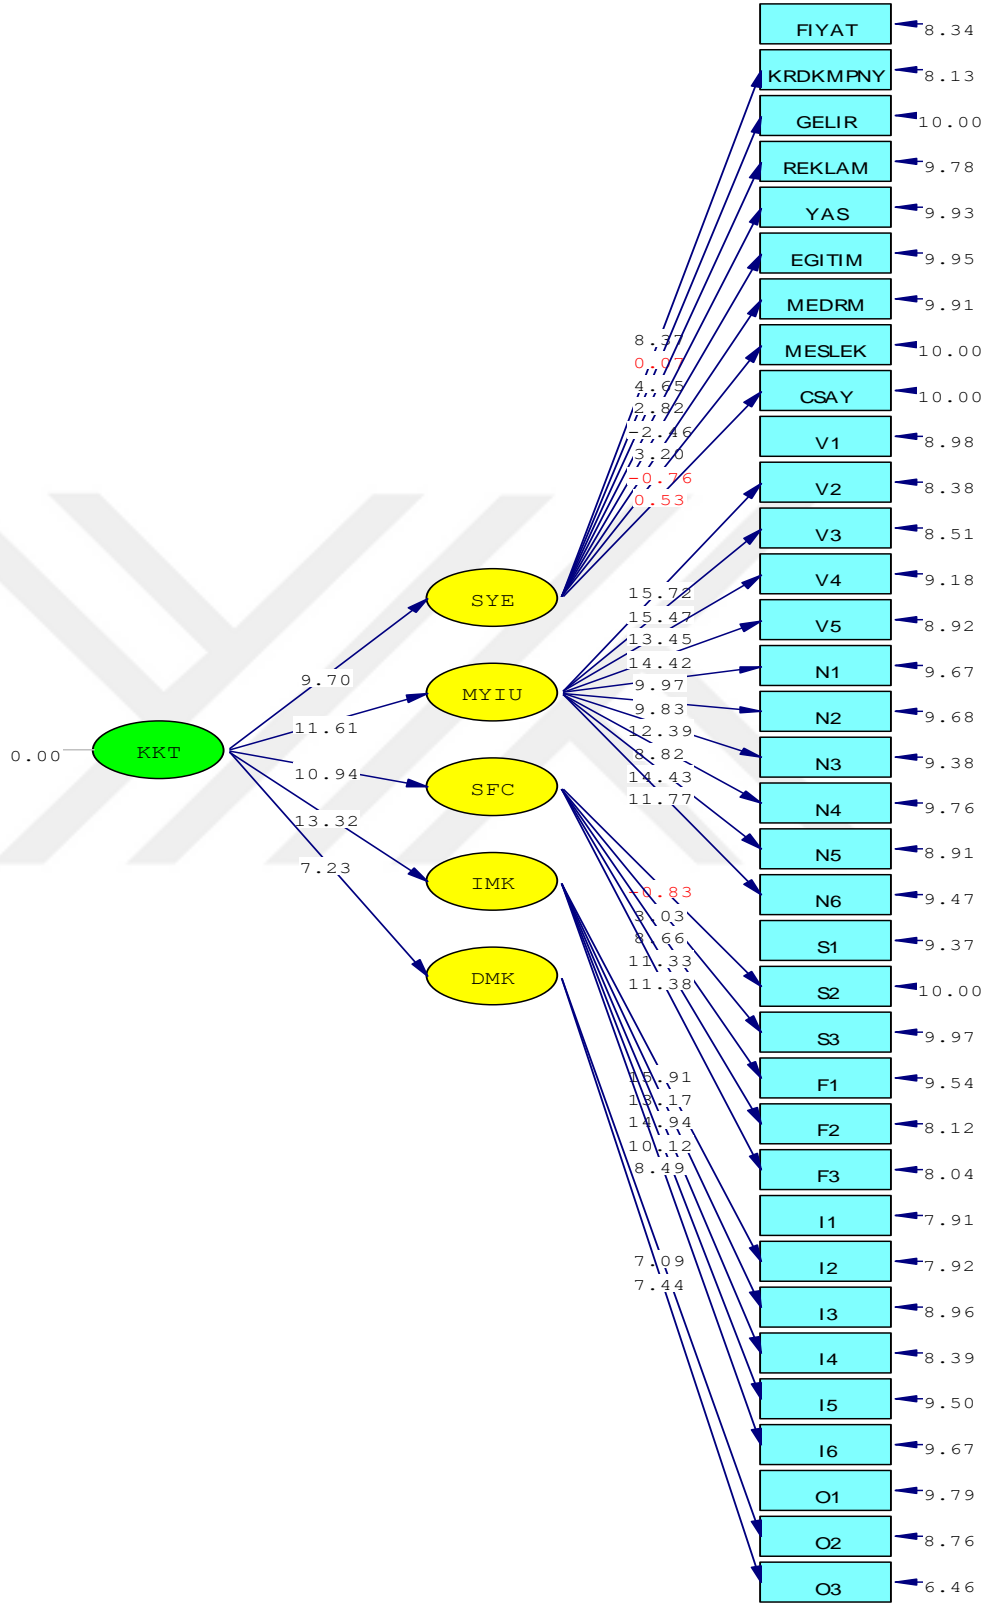 FIYAT 8.34
KRDKMPNY 8.13
GELIR 10.00
REKLAM 9.78
YAS 9.93
EGITIM 9.95
MEDRM 9.91
8.37
MESLEK 10.00
0.07
4.65
CSAY 10.00
2.82
-2.46
V1 8.98
3.20
-0.76
V2 8.38
0.53
V3 8.51
V4 9.18
15.72
SYE
15.47
V5 8.92
13.45
14.42
N1 9.67
9.70
9.97
MYIU
9.83
N2 9.68
11.61
12.39
0.00
KKT
8.82
N3 9.38
10.94
14.43
SFC
11.77
N4 9.76
13.32
N5 8.91
7.23
IMK
-0.83
N6 9.47
3.03
8.66
S1 9.37
11.33
DMK
11.38
S2 10.00
S3 9.97
15.91
F1 9.54
13.17
14.94
F2 8.12
10.12
8.49
F3 8.04
I1 7.91
7.09
I2 7.92
7.44
I3 8.96
I4 8.39
I5 9.50
I6 9.67
O1 9.79
O2 8.76
O3 6.46